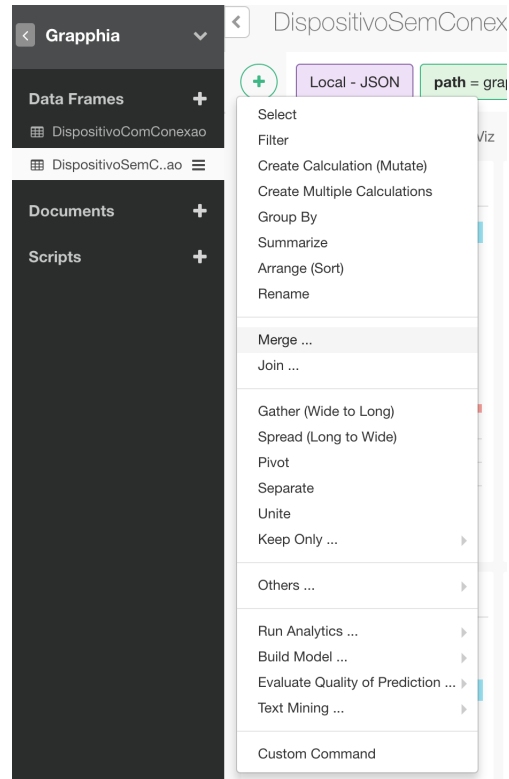 Grapphia
DispositivoSemConex
Local - JSON
path = grap
Data Frames
DispositivoComConexao
DispositivoSemC..ao
Documents
Scripts
Viz
Select
Filter
Create Calculation (Mutate)
Create Multiple Calculations
Group By
Summarize
Arrange (Sort)
Rename
Merge ...
Join ...
Gather (Wide to Long)
Spread (Long to Wide)
Pivot
Separate
Unite
Keep Only ...
Others ...
Run Analytics ...
Build Model ...
Evaluate Quality of Prediction ...
Text Mining ...
Custom Command